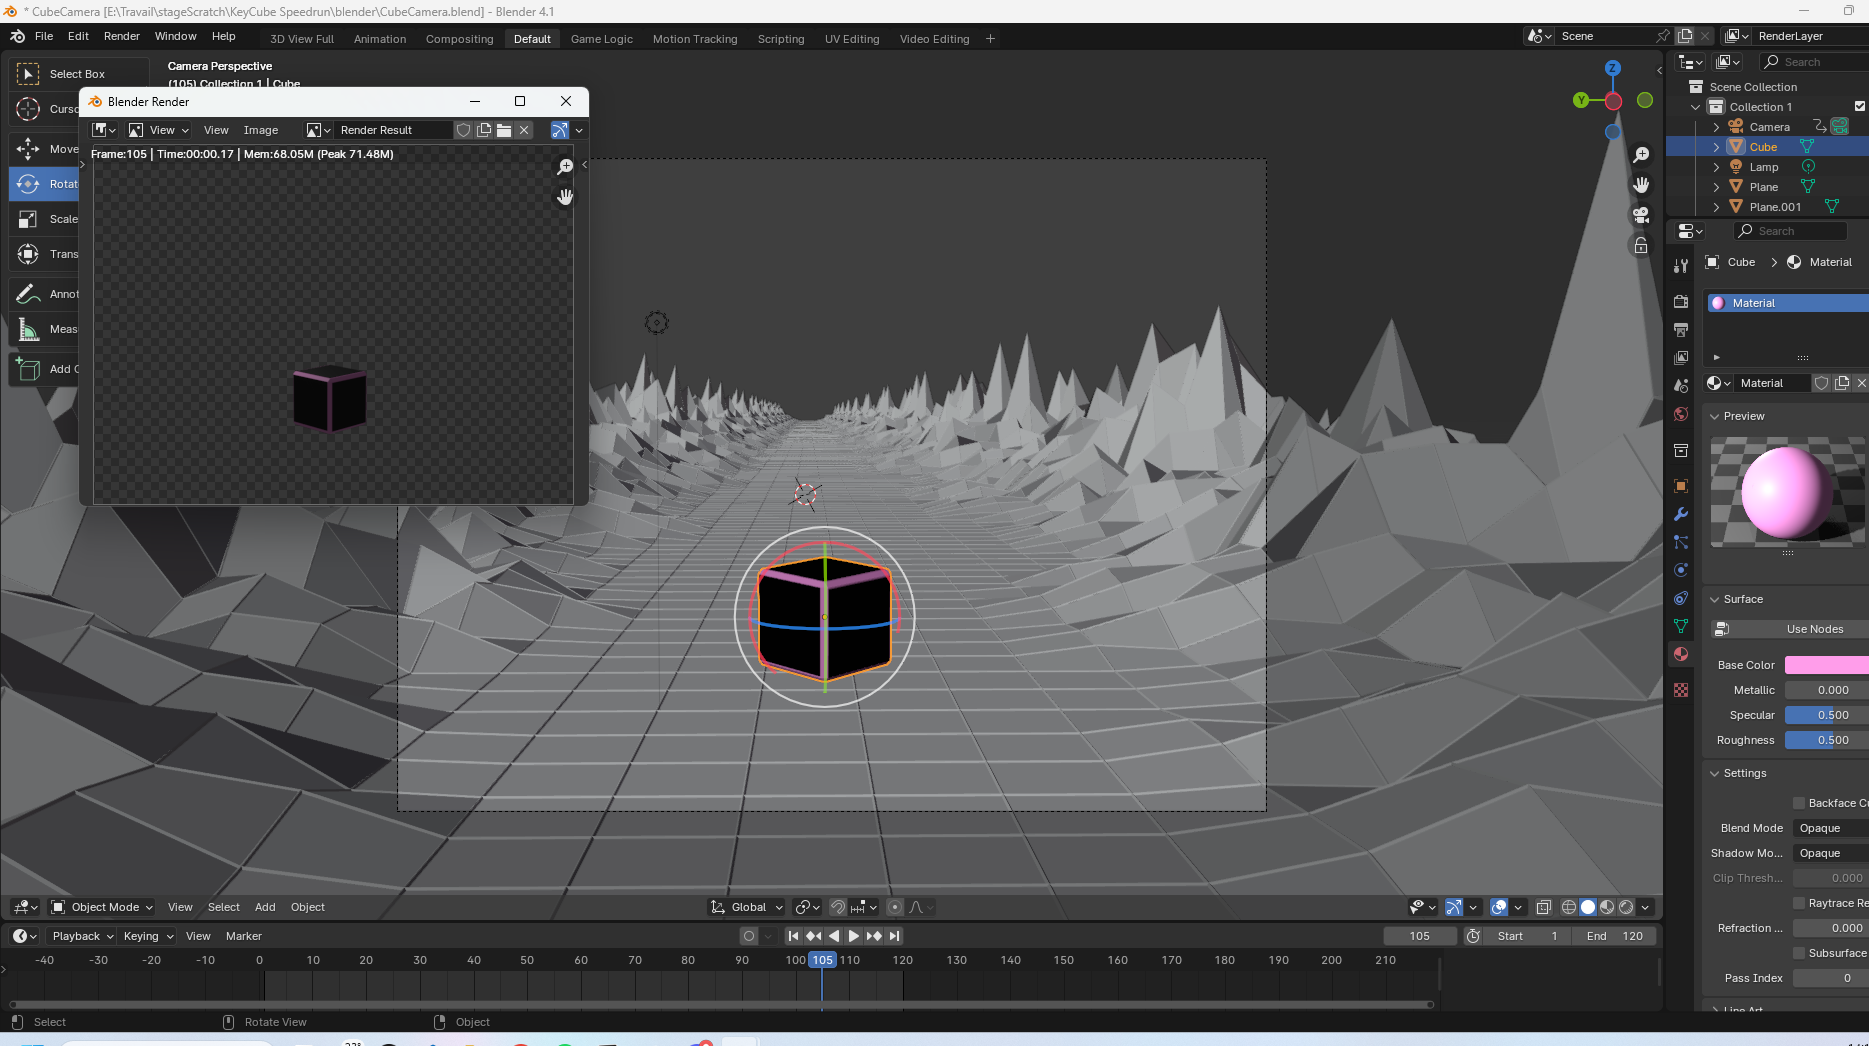 * CubeCamera [E:\Travail\stageScratch\KeyCube Speedrun\blender\CubeCamera.blend] - Blender 4.1
File Edit Render Window Help 3D View Full Animation Compositing Default Game Logic Motion Tracking Scripting UV Editing Video Editing + Scene RenderLayer
Select Box
Camera Perspective
(105) Collection 1 | Cube
Blender Render
View View Image Render Result
Frame:105 | Time:00:00.17 | Mem:68.05M (Peak 71.48M)
Curso
Move
Rotat
Scale
Trans
Annot
Meas
Add C
Z
Y
Search
Scene Collection
Collection 1
Camera
Cube
Lamp
Plane
Plane.001
Search
Cube > Material
Material
Material
Preview
Surface
Use Nodes
Base Color
Metallic 0.000
Specular 0.500
Roughness 0.500
Settings
Backface Cu
Blend Mode Opaque
Shadow Mo... Opaque
Clip Thresh... 0.000
Raytrace Re
Refraction ... 0.000
Subsurface
Pass Index 0
Line Art
Object Mode View Select Add Object Global
Playback Keying View Marker 105 Start 1 End 120
-40 -30 -20 -10 0 10 20 30 40 50 60 70 80 90 100 105 110 120 130 140 150 160 170 180 190 200 210
Select Rotate View Object